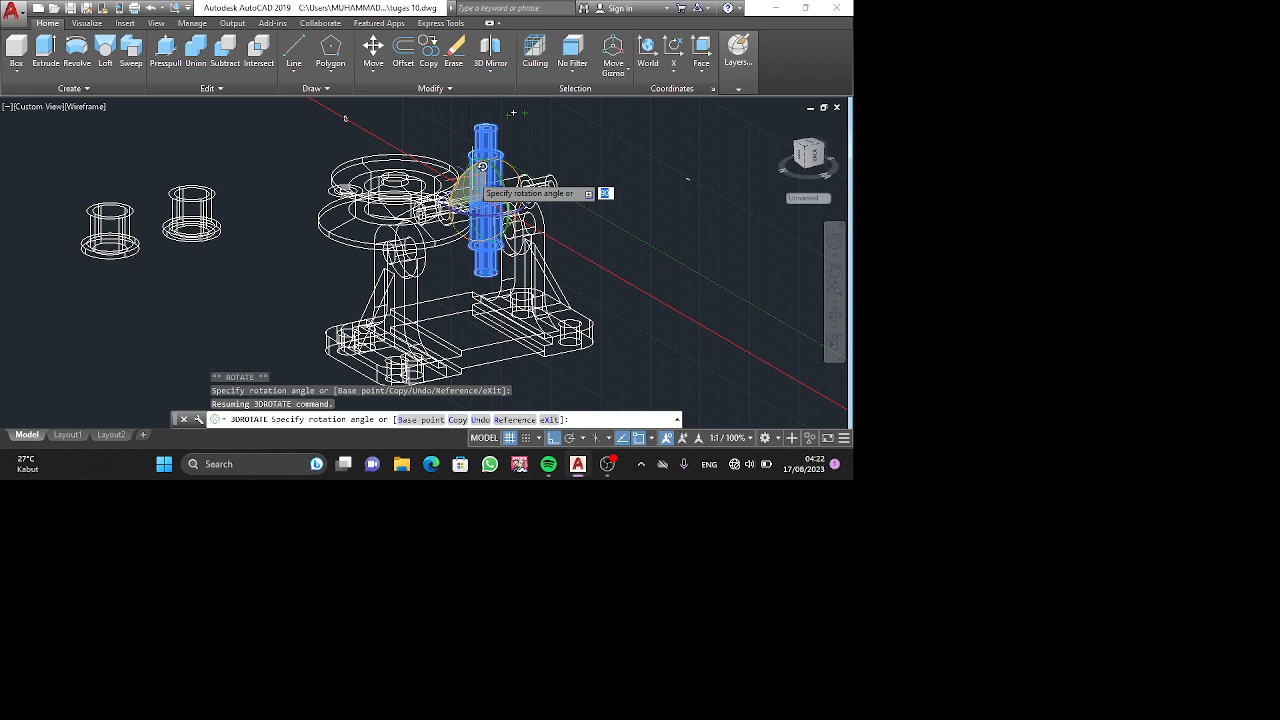 Autodesk AutoCAD 2019 C:\Users\MUHAMMAD...\tugas 10.dwg Type a keyword or phrase Sign In
Home Visualize Insert View Manage Output Add-ins Collaborate Featured Apps Express Tools
Box Extrude Revolve Loft Sweep Presspull Union Subtract Intersect Line Polygon Move Offset Copy Erase 3D Mirror Culling No Filter Move Gizmo World X Face Layers...
Create Edit Draw Modify Selection Coordinates
[−][Custom View][Wireframe]
BACK
Specify rotation angle or 90
Unnamed
** ROTATE **
Specify rotation angle or [Base point/Copy/Undo/Reference/eXit]:
Resuming 3DROTATE command.
3DROTATE Specify rotation angle or [Base point Copy Undo Reference eXit]:
Model Layout1 Layout2 + MODEL 1:1 / 100%
27°C
Kabut
Search
ENG
04:22
17/08/2023
1